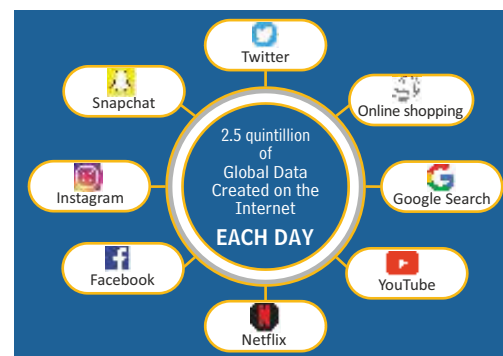 Twitter
Snapchat
Online shopping
2.5 quintillion
of
Global Data
Created on the
Internet
EACH DAY
Instagram
Google Search
Facebook
YouTube
Netflix